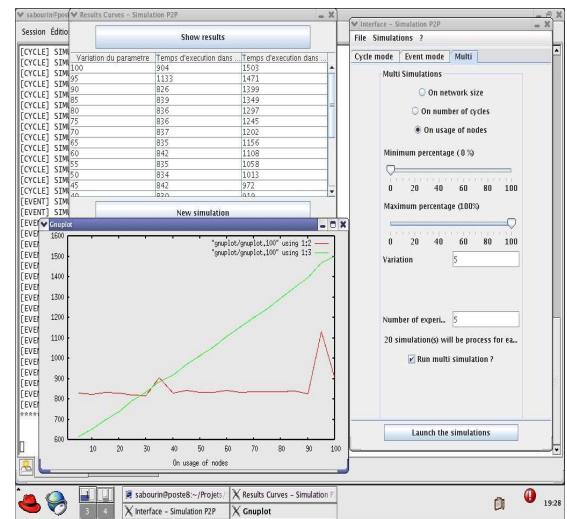 sabourin@post
Session Éditio
[CYCLE] SIM
[CYCLE] SIM
[CYCLE] SIM
[CYCLE] SIM
[CYCLE] SIM
[CYCLE] SIM
[CYCLE] SIM
[CYCLE] SIM
[CYCLE] SIM
[CYCLE] SIM
[CYCLE] SIM
[CYCLE] SIM
[CYCLE] SIM
[CYCLE] SIM
[EVENT] SIM
[EVENT] SIM
Results Curves - Simulation P2P
Show results
Variation du parametre Temps d'execution dans ... Temps d'execution dans ...
100 904 1503
95 1133 1471
90 826 1399
85 839 1349
80 836 1297
75 836 1245
70 837 1202
65 835 1156
60 842 1108
55 835 1058
50 834 1013
45 842 972
40 830 919
New simulation
Gnuplot
"gnuplot/gnuplot,100" using 1:2
"gnuplot/gnuplot,100" using 1:3
1600
1500
1400
1300
1200
1100
1000
900
800
700
600
10 20 30 40 50 60 70 80 90 100
On usage of nodes
Interface - Simulation P2P
File Simulations ?
Cycle mode Event mode Multi
Multi Simulations
On network size
On number of cycles
On usage of nodes
Minimum percentage ( 0 %)
0 20 40 60 80 100
Maximum percentage (100%)
0 20 40 60 80 100
Variation 5
Number of experi... 5
20 simulation(s) will be process for ea...
Run multi simulation ?
Launch the simulations
3 4
sabourin@poste8:~/Projets/
Results Curves - Simulation P
Interface - Simulation P2P
Gnuplot
19:28